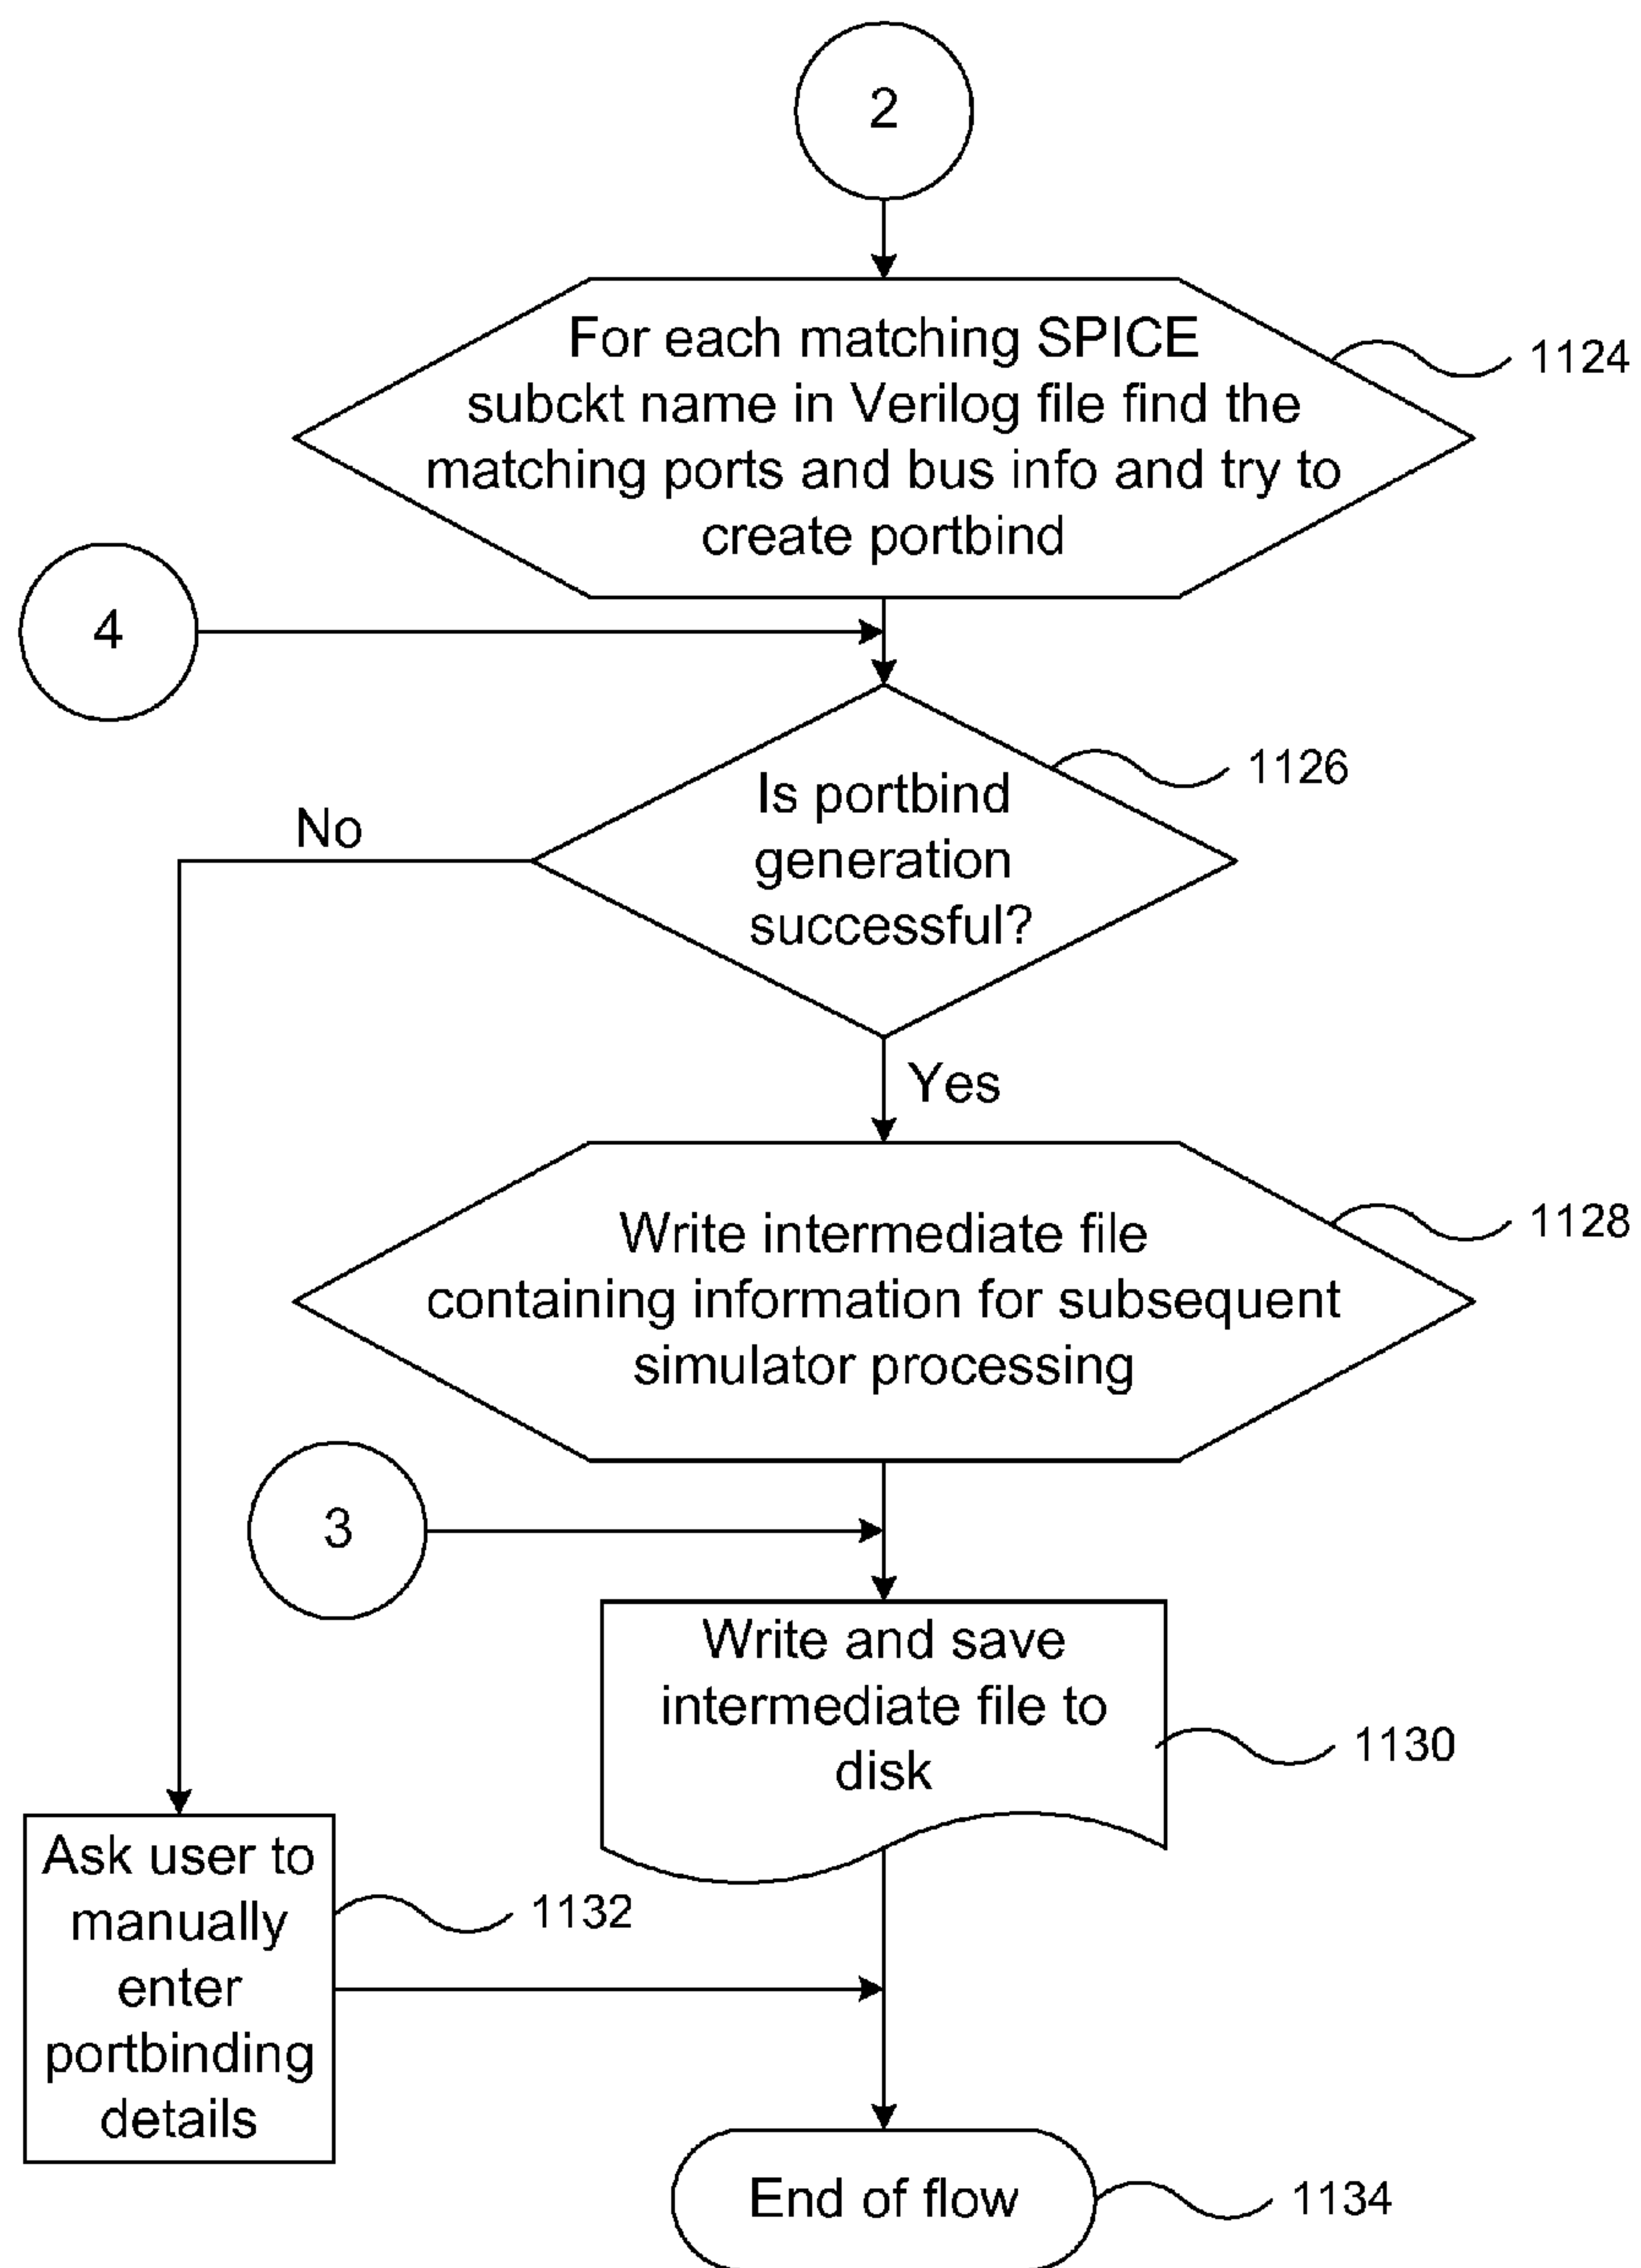 2
For each matching SPICE
subckt name in Verilog file find the
matching ports and bus info and try to
create portbind
1124
4
Is portbind
generation
successful?
1126
No
Yes
Write intermediate file
containing information for subsequent
simulator processing
1128
3
Write and save
intermediate file to
disk
1130
Ask user to
manually
enter
portbinding
details
1132
End of flow
1134